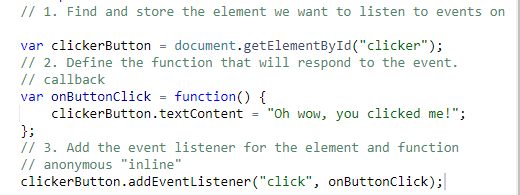 // 1. Find and store the element we want to listen to events on
var clickerButton = document.getElementById("clicker");
// 2. Define the function that will respond to the event.
// callback
var onButtonClick = function() {
clickerButton.textContent = "Oh wow, you clicked me!";
};
// 3. Add the event listener for the element and function
// anonymous "inline"
clickerButton.addEventListener("click", onButtonClick);